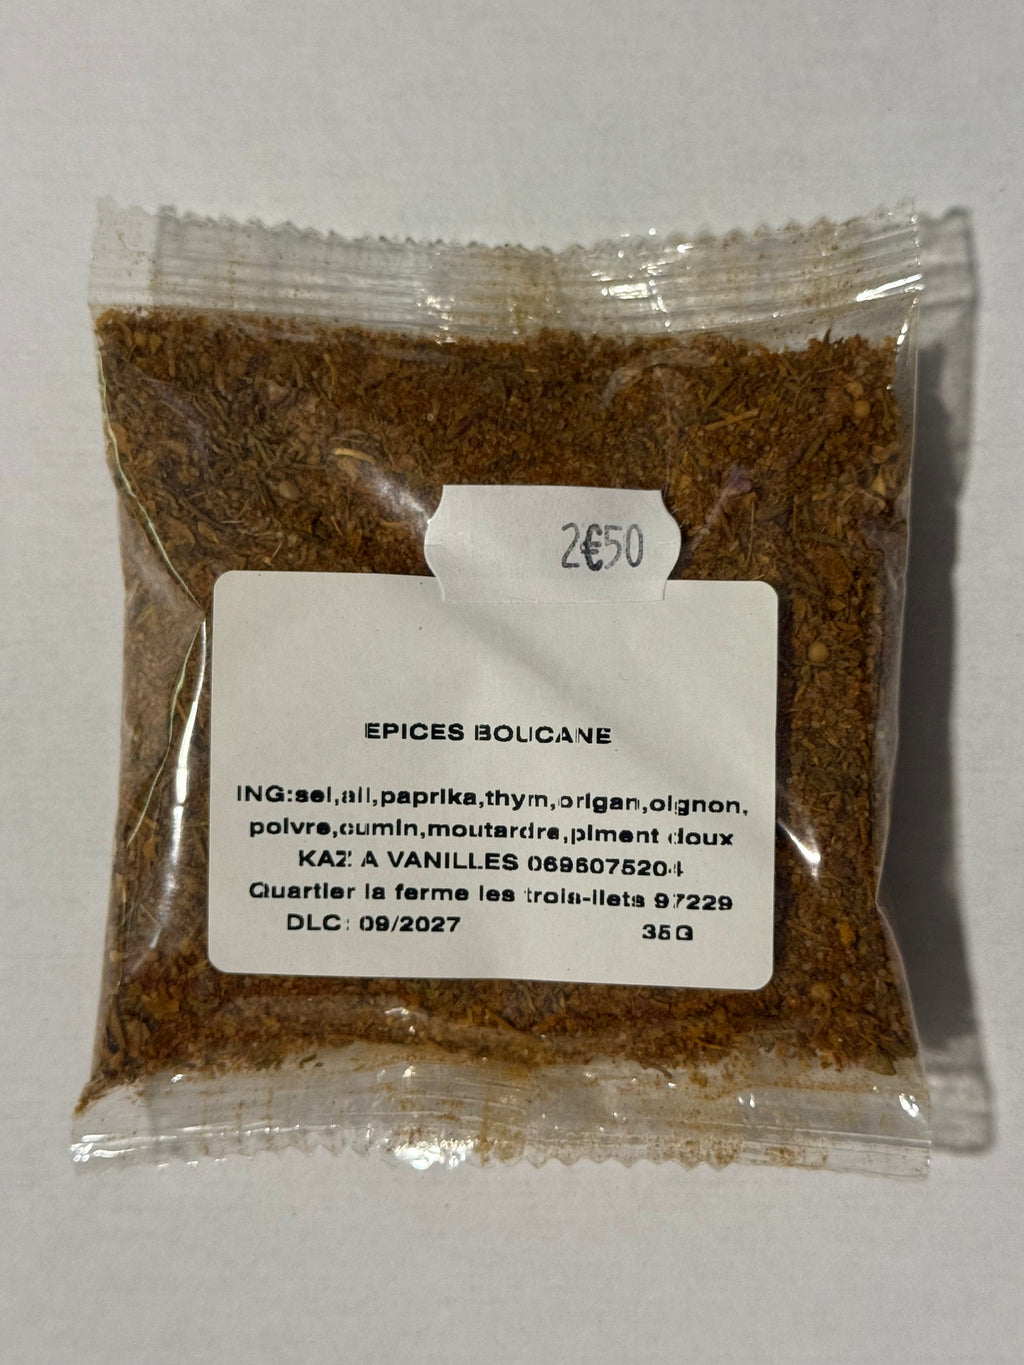 2€50
EPICES BOUCANE
ING:sel,ail,paprika,thym,origan,oignon,
poivre,cumin,moutardre,piment doux
KAZ A VANILLES 0696075204
Quartier la ferme les trois-ilets 97229
DLC: 09/2027 35G